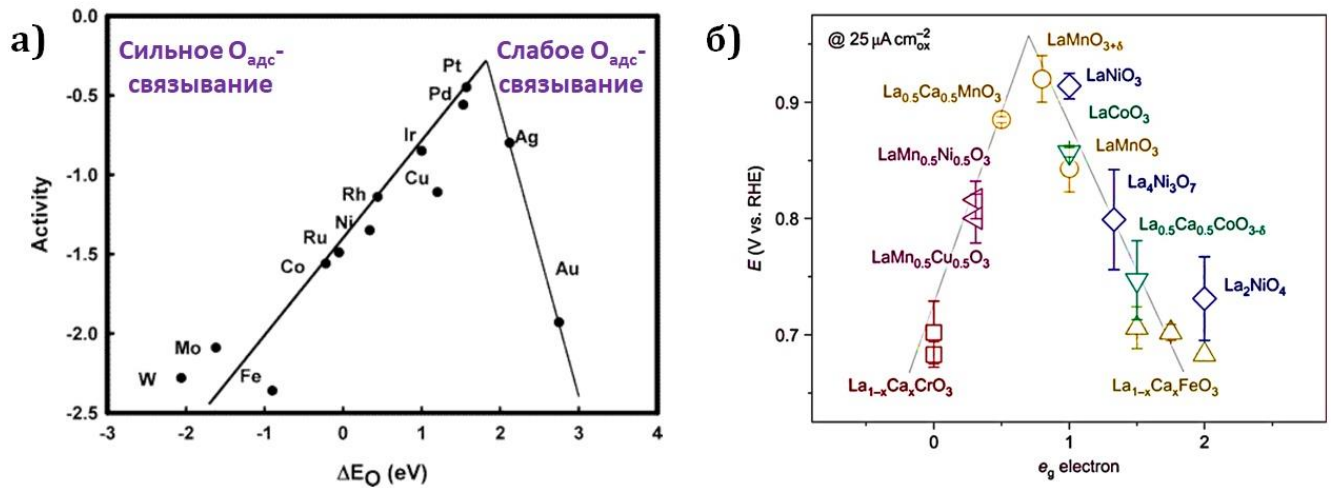 а)
Сильное Oадс-
связывание
Слабое Oадс-
связывание
0.0
-0.5
-1.0
-1.5
-2.0
-2.5
Activity
Pt
Pd
Ir
Ag
Cu
Rh
Ni
Ru
Co
Au
Mo
W
Fe
-3
-2
-1
0
1
2
3
4
ΔEO (eV)
б)
@ 25 μA cm⁻²ox
LaMnO3+δ
LaNiO3
La0.5Ca0.5MnO3
LaCoO3
LaMnO3
LaMn0.5Ni0.5O3
La4Ni3O7
La0.5Ca0.5CoO3-δ
LaMn0.5Cu0.5O3
La2NiO4
La1-xCaxCrO3
La1-xCaxFeO3
0.9
0.8
0.7
E (V vs. RHE)
0
1
2
eg electron